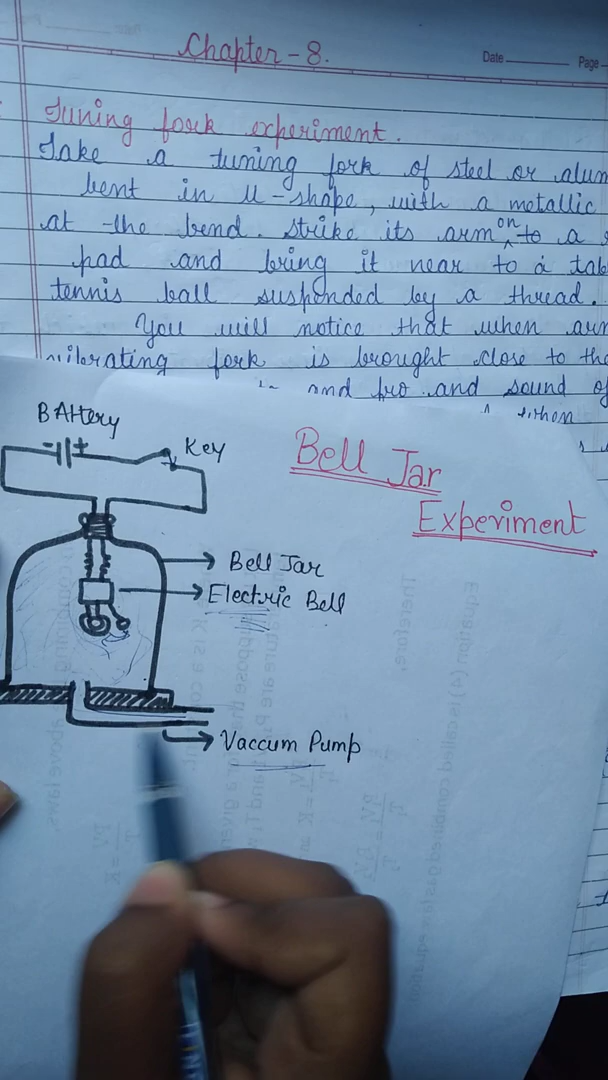 Chapter-8.
Date Page
Tuning fork experiment.
Take a tuning fork of steel or alum
bent in U-shape, with a metallic
at the bend. Strike its arm on to a
pad and bring it near to a tab
tennis ball susponded by a thread.
You will notice that when arm
vibrating fork is brought close to the
and fro and sound of
when
BAttery
Key
Bell Jar
Experiment
Bell Jar
Electric Bell
Vaccum Pump